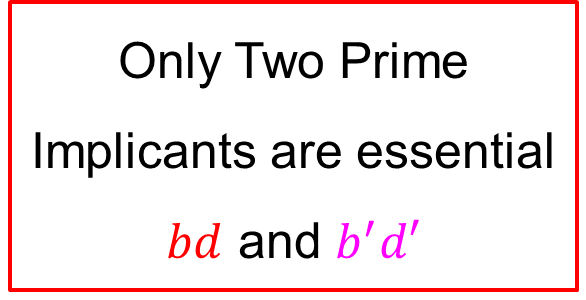 Only Two Prime
Implicants are essential
bd and b′d′